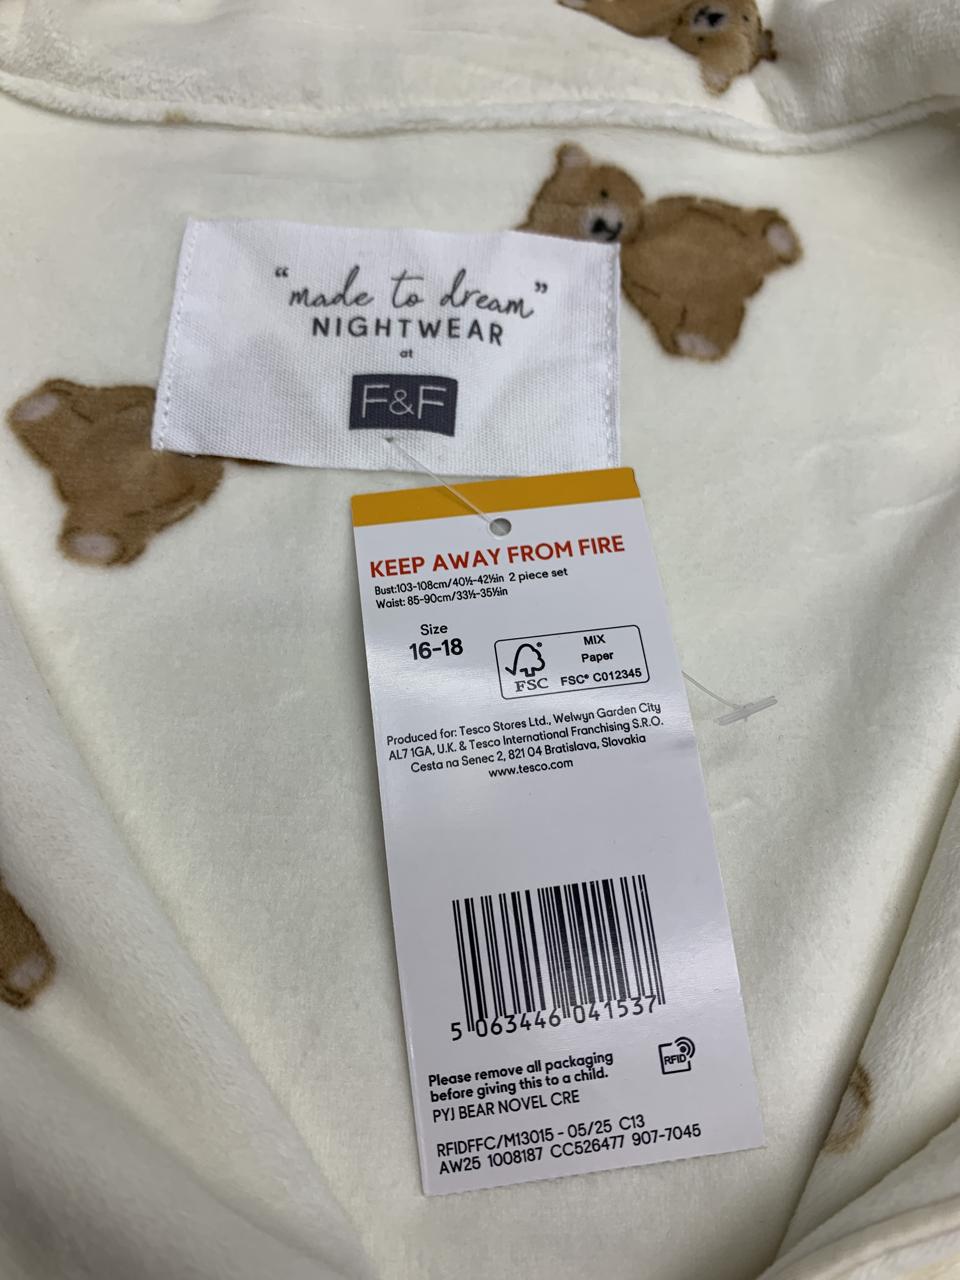 “made to dream”
NIGHTWEAR
at
F&F
KEEP AWAY FROM FIRE
Bust:103-108cm/40½-42½in 2 piece set
Waist: 85-90cm/33½-35½in
Size
16-18
MIX
Paper
FSC
FSC® C012345
Produced for: Tesco Stores Ltd., Welwyn Garden City
AL7 1GA, U.K. & Tesco International Franchising S.R.O.
Cesta na Senec 2, 821 04 Bratislava, Slovakia
www.tesco.com
5 063446 041537
Please remove all packaging
before giving this to a child.
RFID
PYJ BEAR NOVEL CRE
RFIDFFC/M13015 - 05/25 C13
AW25 1008187 CC526477 907-7045